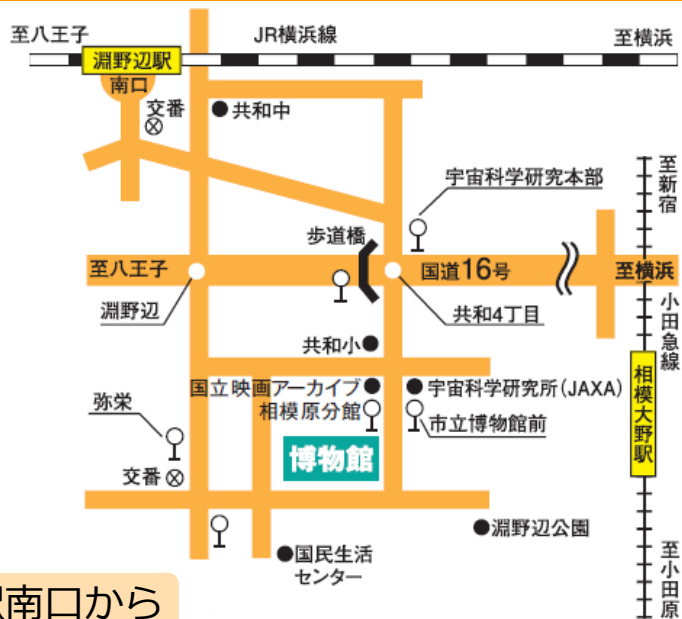 至八王子
JR横浜線
至横浜
淵野辺駅
南口
交番
共和中
至新宿
宇宙科学研究本部
歩道橋
至八王子
国道16号
至横浜
淵野辺
共和4丁目
小田急線
共和小
国立映画アーカイブ
相模原分館
宇宙科学研究所(JAXA)
市立博物館前
相模大野駅
弥栄
博物館
交番
淵野辺公園
国民生活
センター
至小田原
南口から